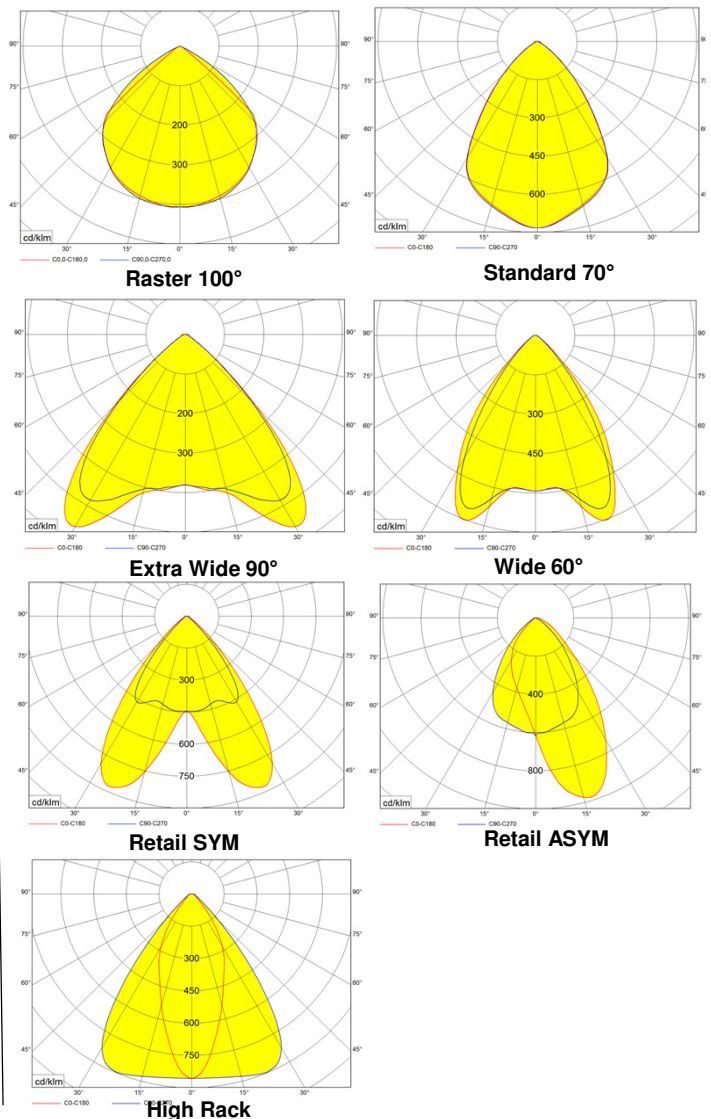 90° 90° 90° 90°
75° 75° 75° 75°
60° 200 60° 60° 300 60°
300 450
45° 45° 45° 600 45°
cd/klm cd/klm
30° 15° 0° 15° 30° 30° 15° 0° 15° 30°
C0,0-C180,0 C90,0-C270,0 C0-C180 C90-C270
Raster 100° Standard 70°
90° 90° 90° 90°
75° 75° 75° 75°
60° 200 60° 60° 300 60°
300 450
45° 45° 45° 45°
cd/klm cd/klm
30° 15° 0° 15° 30° 30° 15° 0° 15° 30°
C0-C180 C90-C270 C0-C180 C90-C270
Extra Wide 90° Wide 60°
90° 90° 90° 90°
75° 75° 75° 75°
60° 300 60° 60° 400 60°
600
45° 750 45° 45° 800 45°
cd/klm cd/klm
30° 15° 0° 15° 30° 30° 15° 0° 15° 30°
C0-C180 C90-C270 C0-C180 C90-C270
Retail SYM Retail ASYM
90° 90°
75° 75°
300
60° 450 60°
600
45° 750 45°
cd/klm
30° 15° 0° 15° 30°
C0-C180 C90-C270
High Rack